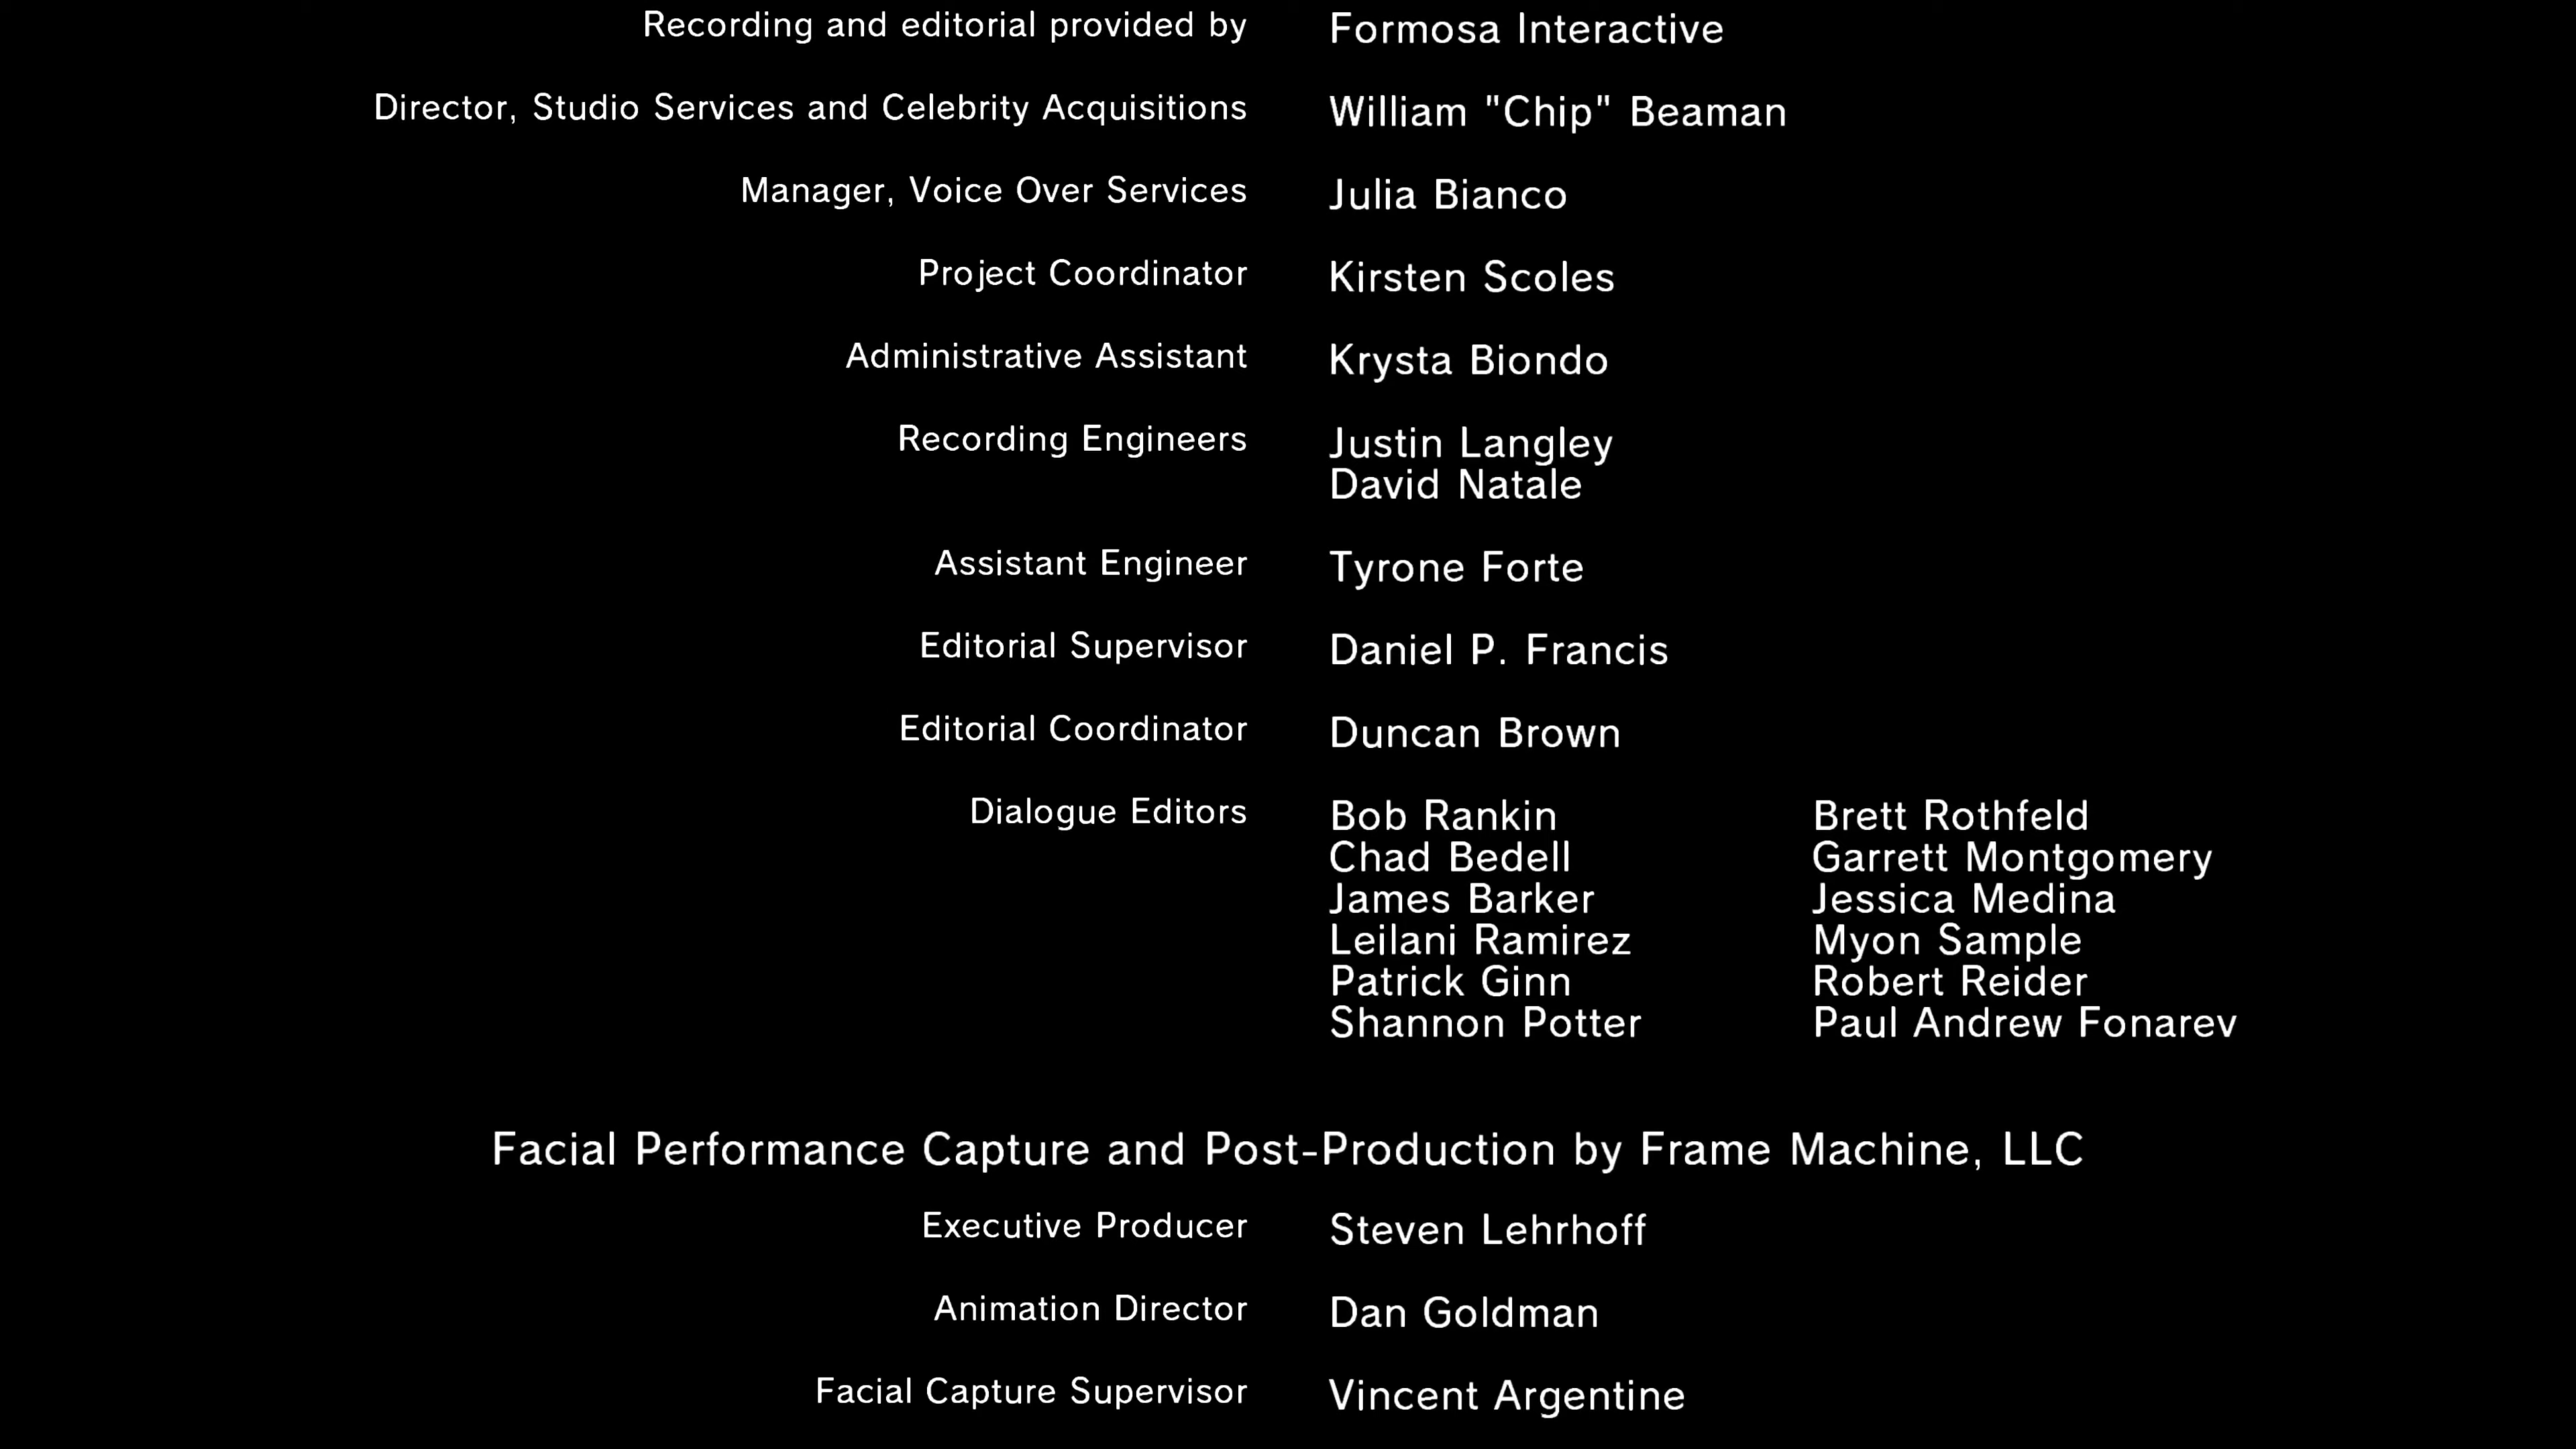 Recording and editorial provided by Formosa Interactive
Director, Studio Services and Celebrity Acquisitions William "Chip" Beaman
Manager, Voice Over Services Julia Bianco
Project Coordinator Kirsten Scoles
Administrative Assistant Krysta Biondo
Recording Engineers Justin Langley
David Natale
Assistant Engineer Tyrone Forte
Editorial Supervisor Daniel P. Francis
Editorial Coordinator Duncan Brown
Dialogue Editors Bob Rankin Brett Rothfeld
Chad Bedell Garrett Montgomery
James Barker Jessica Medina
Leilani Ramirez Myon Sample
Patrick Ginn Robert Reider
Shannon Potter Paul Andrew Fonarev
Facial Performance Capture and Post-Production by Frame Machine, LLC
Executive Producer Steven Lehrhoff
Animation Director Dan Goldman
Facial Capture Supervisor Vincent Argentine